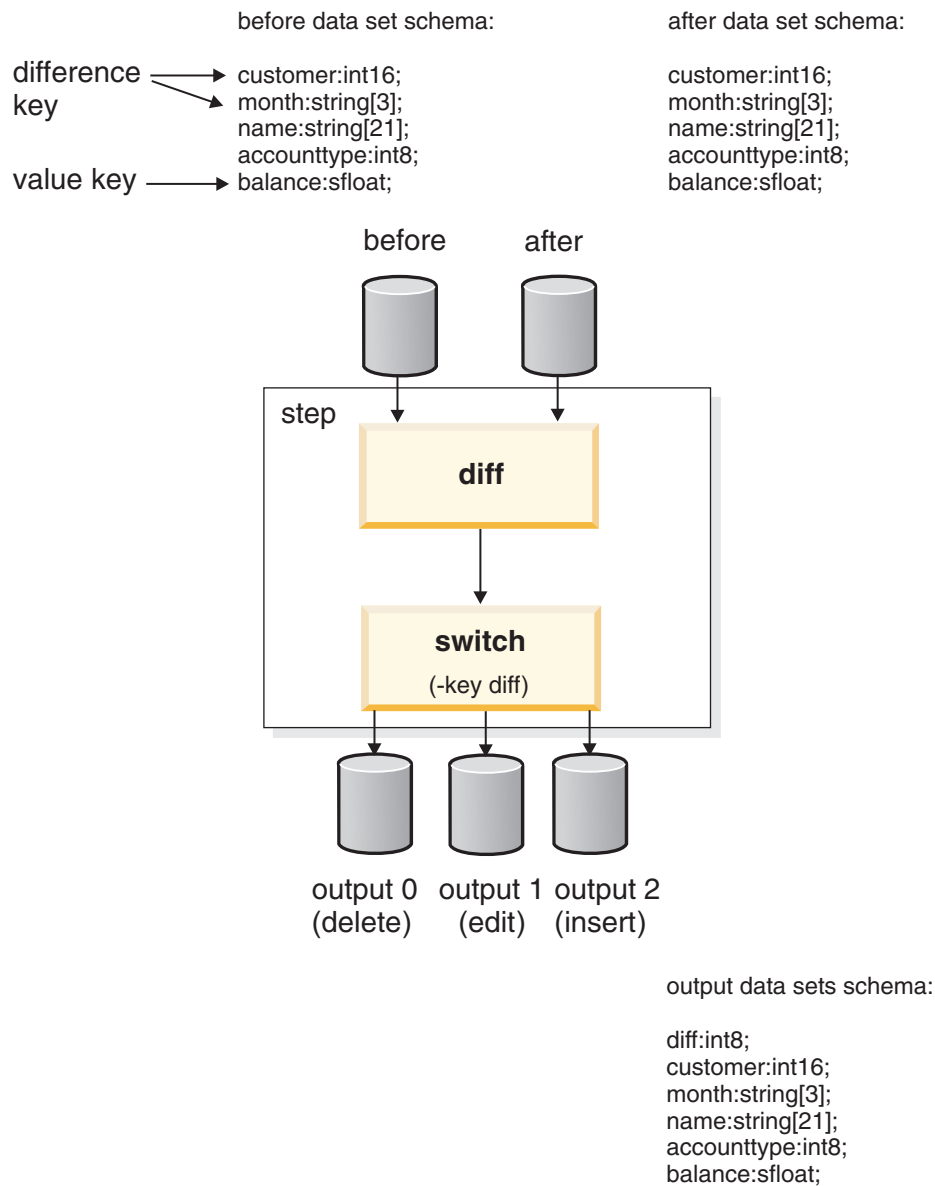 before data set schema:
after data set schema:
difference
key
customer:int16;
month:string[3];
name:string[21];
accounttype:int8;
value key
balance:sfloat;
customer:int16;
month:string[3];
name:string[21];
accounttype:int8;
balance:sfloat;
before
after
step
diff
switch
(-key diff)
output 0
(delete)
output 1
(edit)
output 2
(insert)
output data sets schema:
diff:int8;
customer:int16;
month:string[3];
name:string[21];
accounttype:int8;
balance:sfloat;